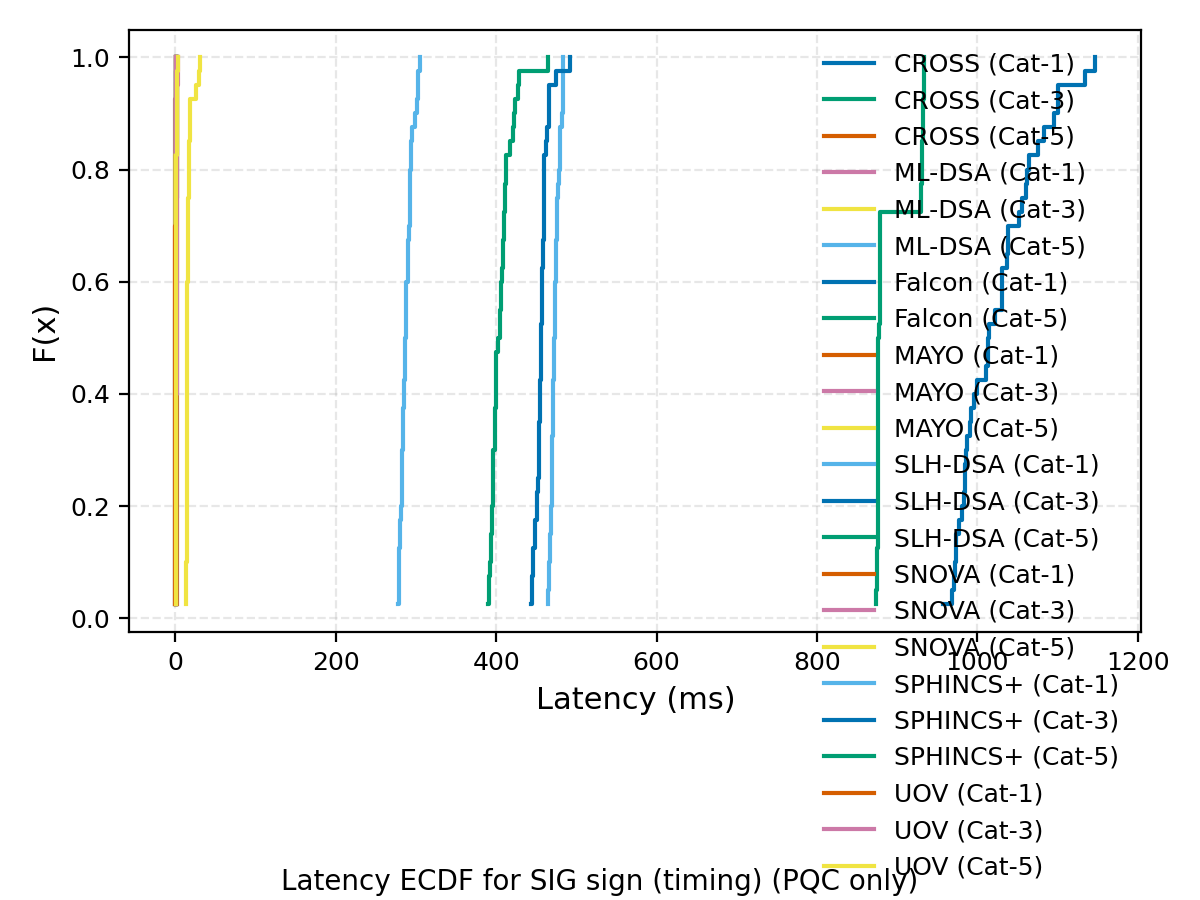 1.0
0.8
0.6
0.4
0.2
0.0
F(x)
0 200 400 600 800 1000 1200
Latency (ms)
CROSS (Cat-1)
CROSS (Cat-3)
CROSS (Cat-5)
ML-DSA (Cat-1)
ML-DSA (Cat-3)
ML-DSA (Cat-5)
Falcon (Cat-1)
Falcon (Cat-5)
MAYO (Cat-1)
MAYO (Cat-3)
MAYO (Cat-5)
SLH-DSA (Cat-1)
SLH-DSA (Cat-3)
SLH-DSA (Cat-5)
SNOVA (Cat-1)
SNOVA (Cat-3)
SNOVA (Cat-5)
SPHINCS+ (Cat-1)
SPHINCS+ (Cat-3)
SPHINCS+ (Cat-5)
UOV (Cat-1)
UOV (Cat-3)
UOV (Cat-5)
Latency ECDF for SIG sign (timing) (PQC only)